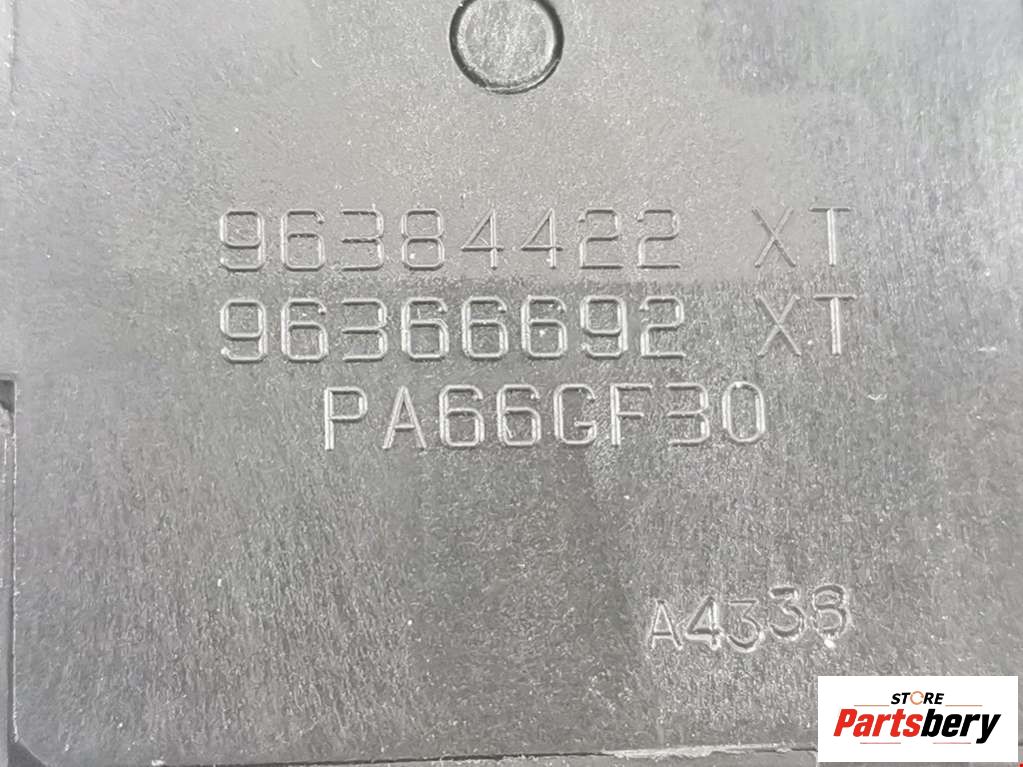 96384422 XT
96366692 XT
PA66GF30
A4338
STORE
Partsbery